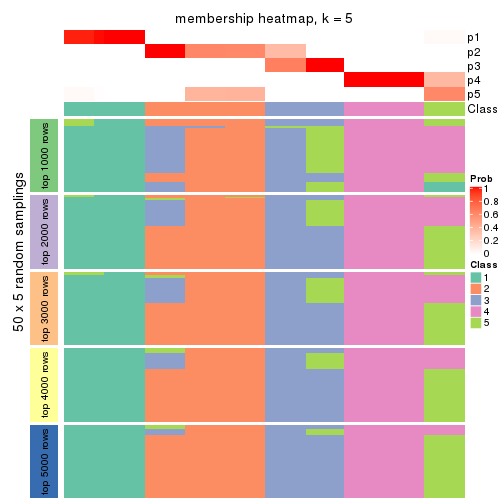 membership heatmap, k = 5
p1
p2
p3
p4
p5
Class
50 x 5 random samplings
top 1000 rows
top 2000 rows
top 3000 rows
top 4000 rows
top 5000 rows
Prob
1
0.8
0.6
0.4
0.2
0
Class
1
2
3
4
5